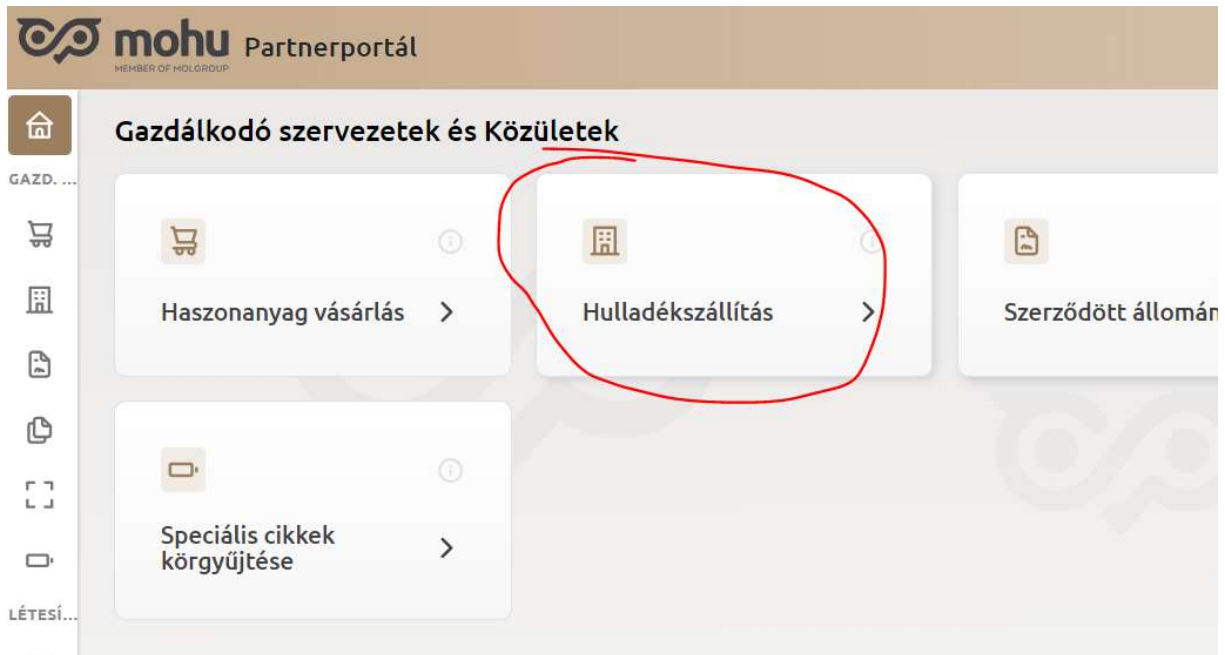 mohu Partnerportál
MEMBER OF MOLGROUP
Gazdálkodó szervezetek és Közületek
GAZD. ...
Haszonanyag vásárlás
Hulladékszállítás
Szerződött állomán
Speciális cikkek
körgyűjtése
LÉTESÍ...